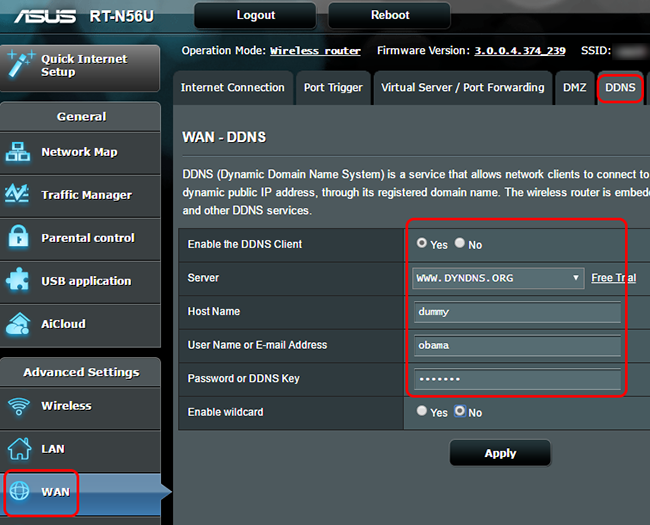 ASUS RT-N56U Logout Reboot
Quick Internet
Setup
Operation Mode: Wireless router Firmware Version: 3.0.0.4.374_239 SSID:
Internet Connection Port Trigger Virtual Server / Port Forwarding DMZ DDNS
General
Network Map
Traffic Manager
Parental control
USB application
AiCloud
Advanced Settings
Wireless
LAN
WAN
WAN - DDNS
DDNS (Dynamic Domain Name System) is a service that allows network clients to connect to
dynamic public IP address, through its registered domain name. The wireless router is embed
and other DDNS services.
Enable the DDNS Client Yes No
Server WWW.DYNDNS.ORG Free Trial
Host Name dummy
User Name or E-mail Address obama
Password or DDNS Key •••••••
Enable wildcard Yes No
Apply